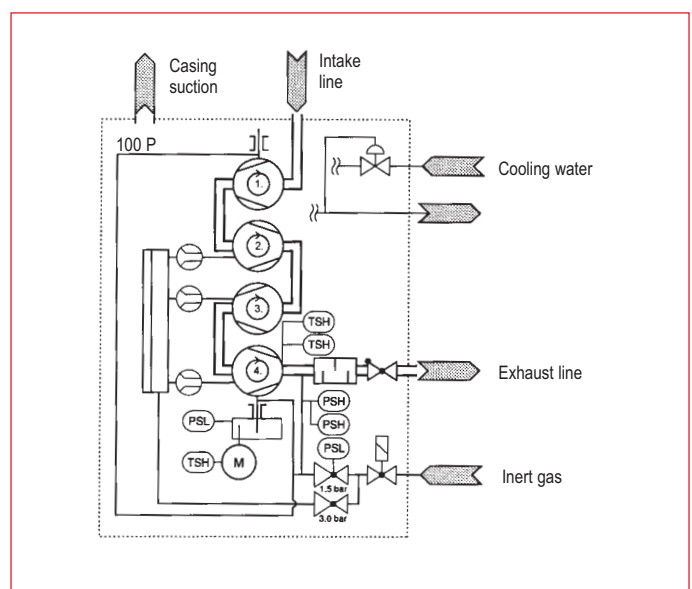 Casing
suction
Intake
line
100 P
1.
Cooling water
2.
3.
TSH
TSH
4.
Exhaust line
PSH
PSL
PSH
PSL
TSH
M
Inert gas
1.5 bar
3.0 bar